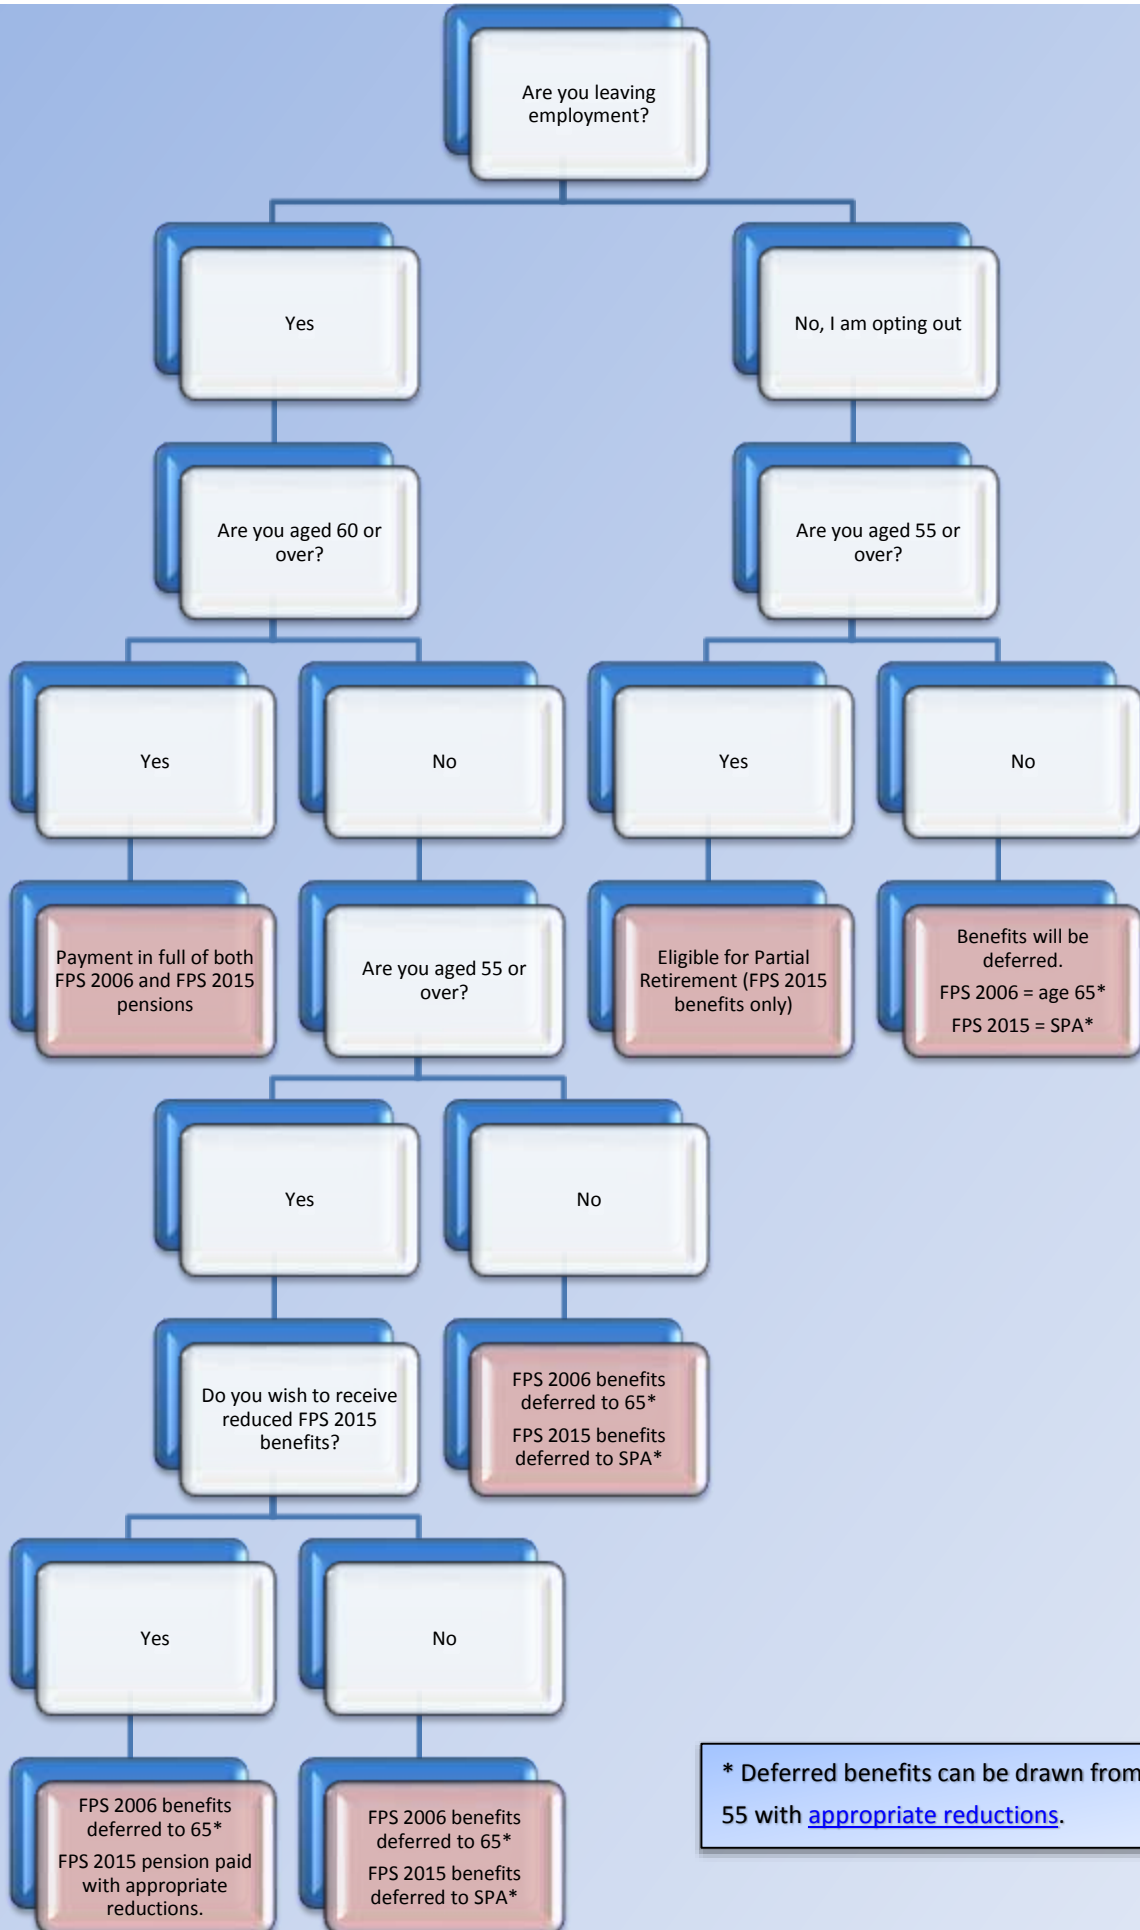 Are you leaving
employment?
Yes
No, I am opting out
Are you aged 60 or
over?
Are you aged 55 or
over?
Yes
No
Yes
No
Payment in full of both
FPS 2006 and FPS 2015
pensions
Are you aged 55 or
over?
Eligible for Partial
Retirement (FPS 2015
benefits only)
Benefits will be
deferred.
FPS 2006 = age 65*
FPS 2015 = SPA*
Yes
No
Do you wish to receive
reduced FPS 2015
benefits?
FPS 2006 benefits
deferred to 65*
FPS 2015 benefits
deferred to SPA*
Yes
No
FPS 2006 benefits
deferred to 65*
FPS 2015 pension paid
with appropriate
reductions.
FPS 2006 benefits
deferred to 65*
FPS 2015 benefits
deferred to SPA*
* Deferred benefits can be drawn from
55 with appropriate reductions.